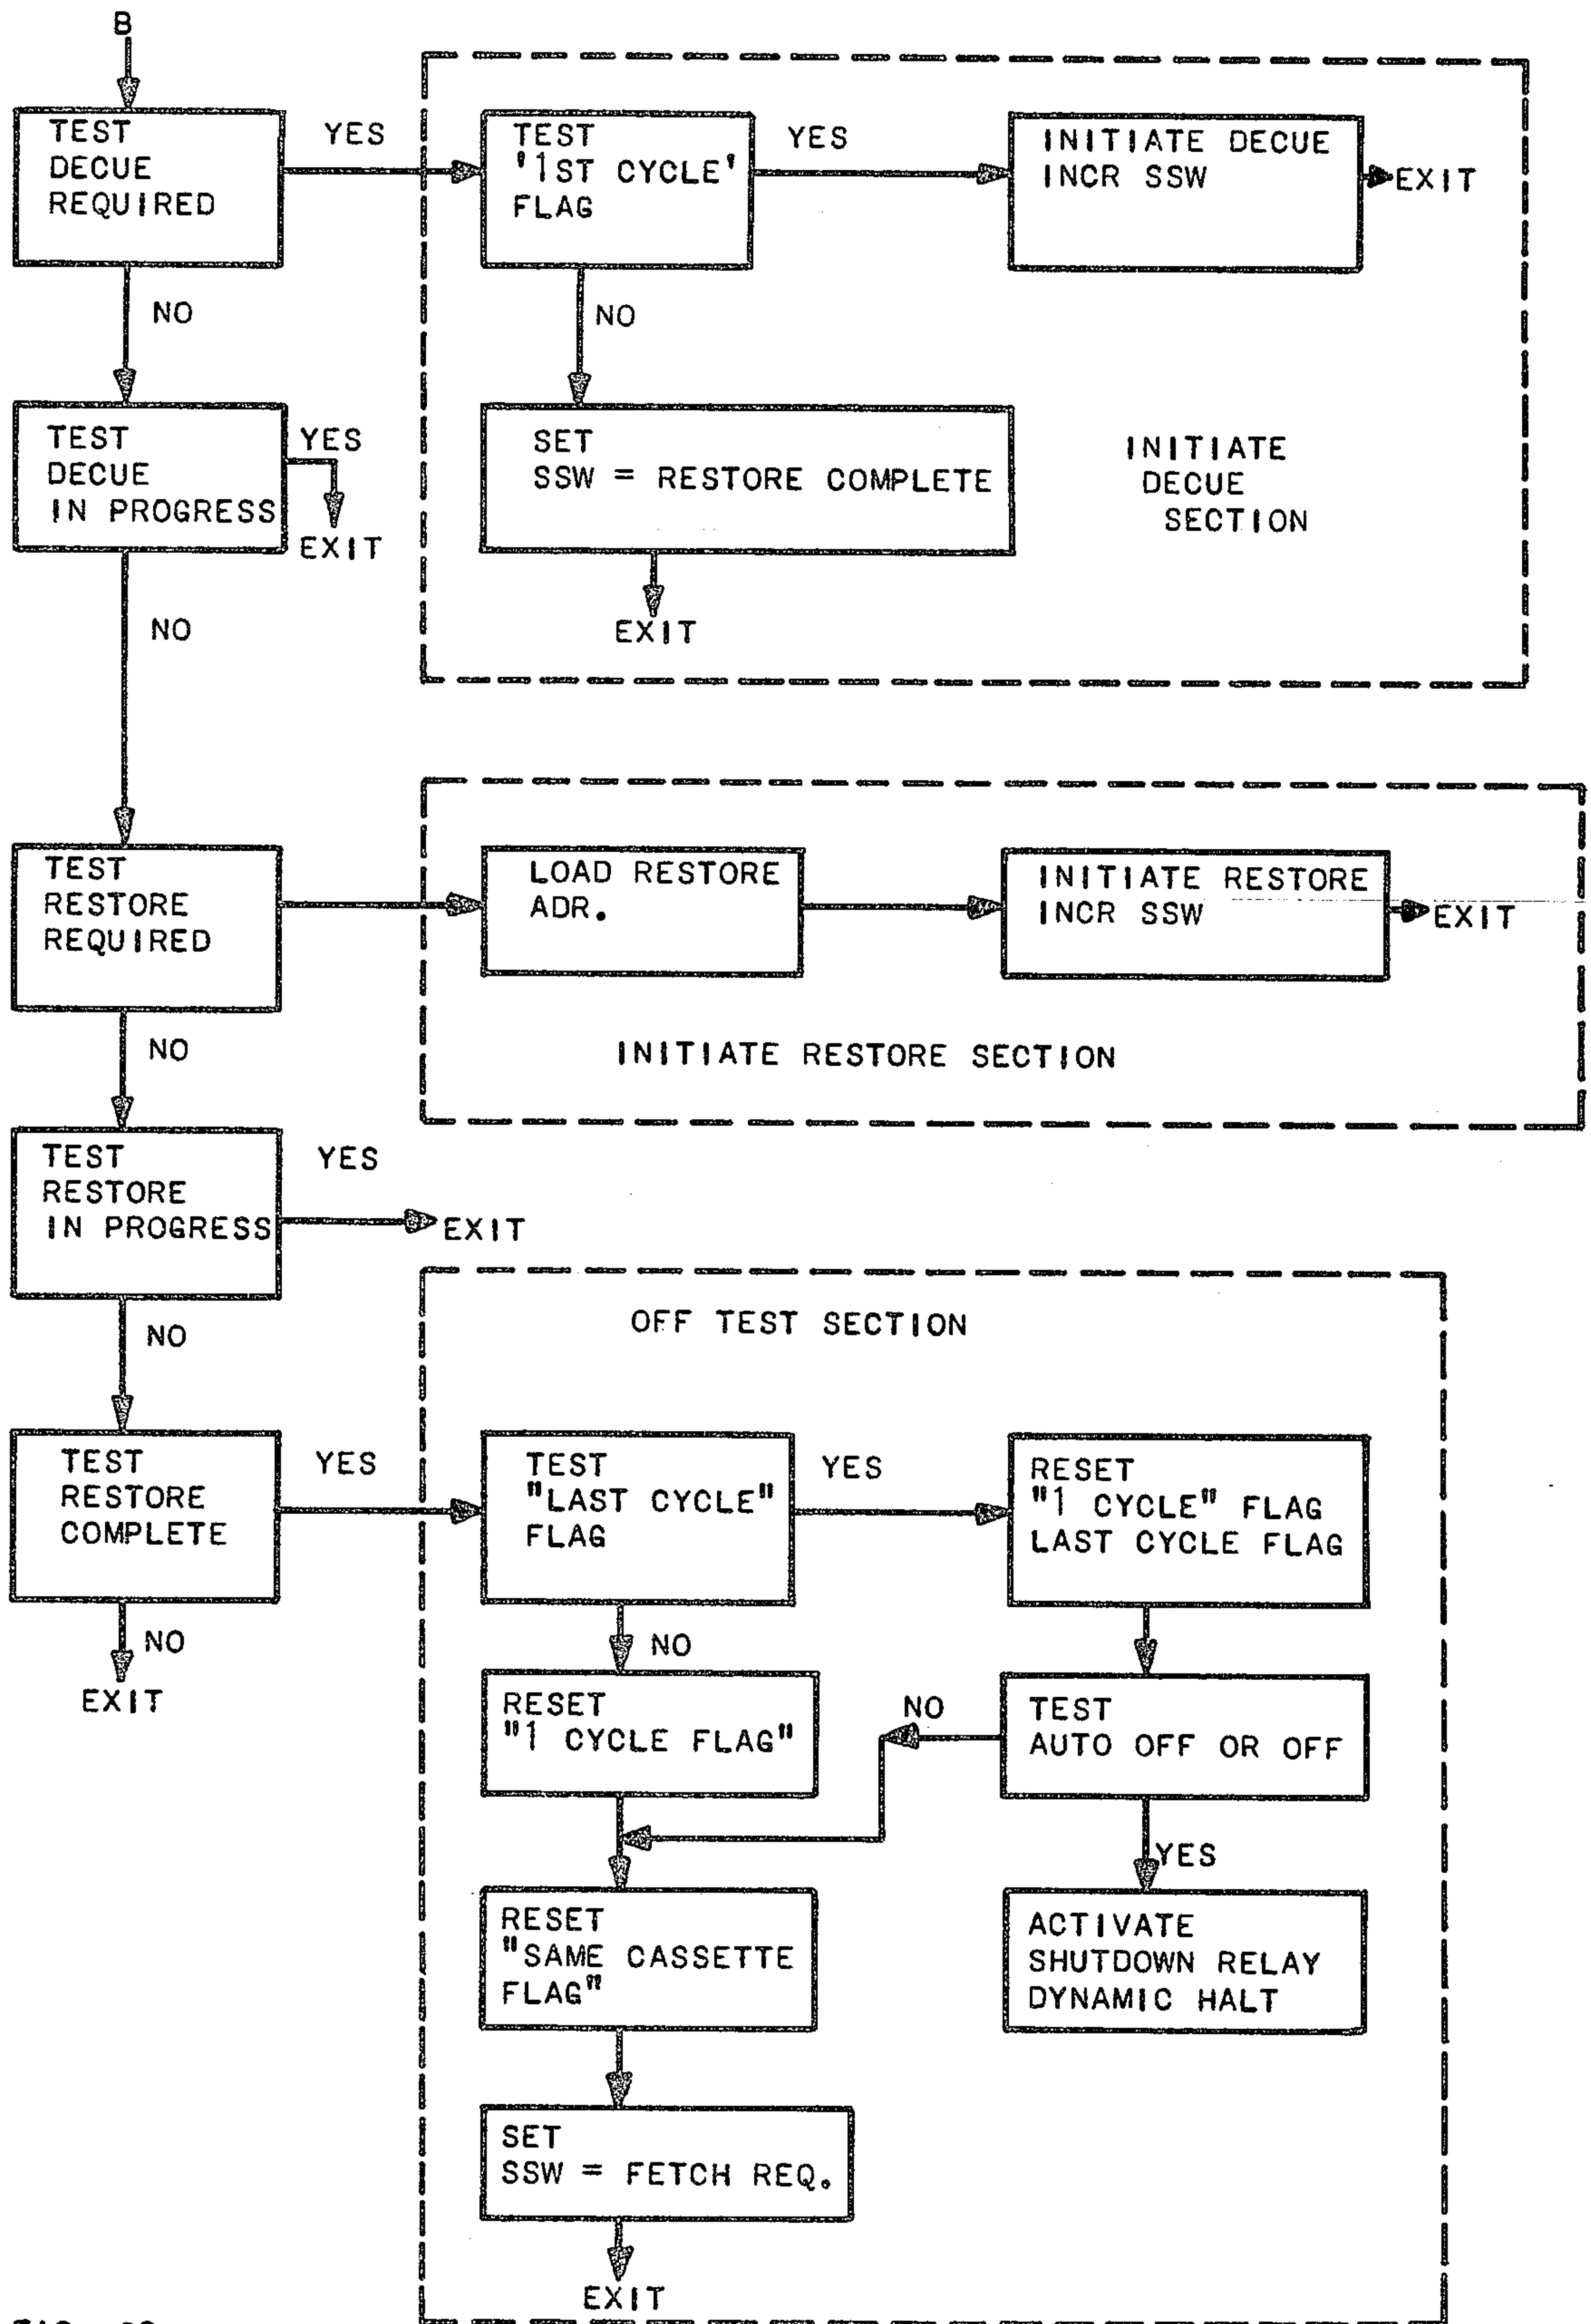 B
TEST
DECUE
REQUIRED
YES
TEST
'1ST CYCLE'
FLAG
YES
INITIATE DECUE
INCR SSW
EXIT
NO
NO
TEST
DECUE
IN PROGRESS
YES
EXIT
SET
SSW = RESTORE COMPLETE
INITIATE
DECUE
SECTION
EXIT
NO
TEST
RESTORE
REQUIRED
LOAD RESTORE
ADR.
INITIATE RESTORE
INCR SSW
EXIT
NO
INITIATE RESTORE SECTION
TEST
RESTORE
IN PROGRESS
YES
EXIT
NO
OFF TEST SECTION
TEST
RESTORE
COMPLETE
YES
TEST
"LAST CYCLE"
FLAG
YES
RESET
"1 CYCLE" FLAG
LAST CYCLE FLAG
NO
EXIT
NO
RESET
"1 CYCLE FLAG"
NO
TEST
AUTO OFF OR OFF
YES
RESET
"SAME CASSETTE
FLAG"
ACTIVATE
SHUTDOWN RELAY
DYNAMIC HALT
SET
SSW = FETCH REQ.
EXIT